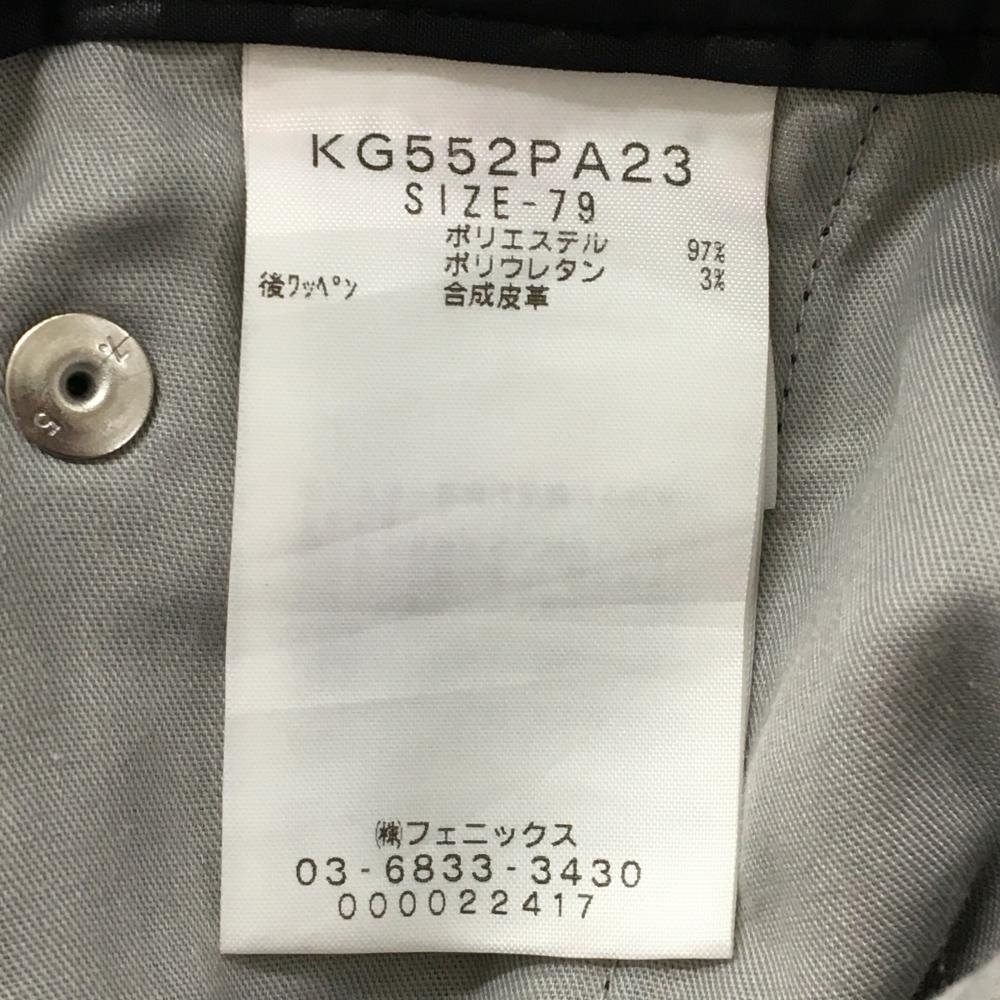 KG552PA23
SIZE-79
ポリエステル 97%
ポリウレタン 3%
後ワッペン 合成皮革
㈱フェニックス
03-6833-3430
000022417
5